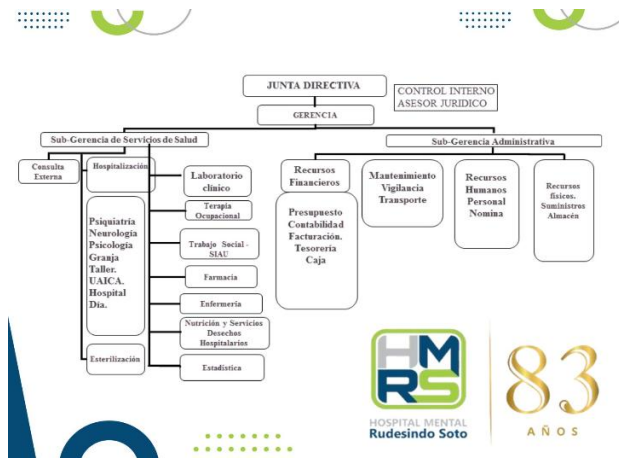 JUNTA DIRECTIVA
CONTROL INTERNO
ASESOR JURIDICO
GERENCIA
Sub-Gerencia de Servicios de Salud
Sub-Gerencia Administrativa
Consulta
Externa
Hospitalización
Psiquiatría
Neurología
Psicología
Granja
Taller.
UAICA.
Hospital
Día.
Esterilización
Laboratorio
clínico
Terapia
Ocupacional
Trabajo Social -
SIAU
Farmacia
Enfermería
Nutrición y Servicios
Desechos
Hospitalarios
Estadística
Recursos
Financieros
Presupuesto
Contabilidad
Facturación.
Tesorería
Caja
Mantenimiento
Vigilancia
Transporte
Recursos
Humanos
Personal
Nomina
Recursos
físicos.
Suministros
Almacén
HMRS
HOSPITAL MENTAL
Rudesindo Soto
83
AÑOS